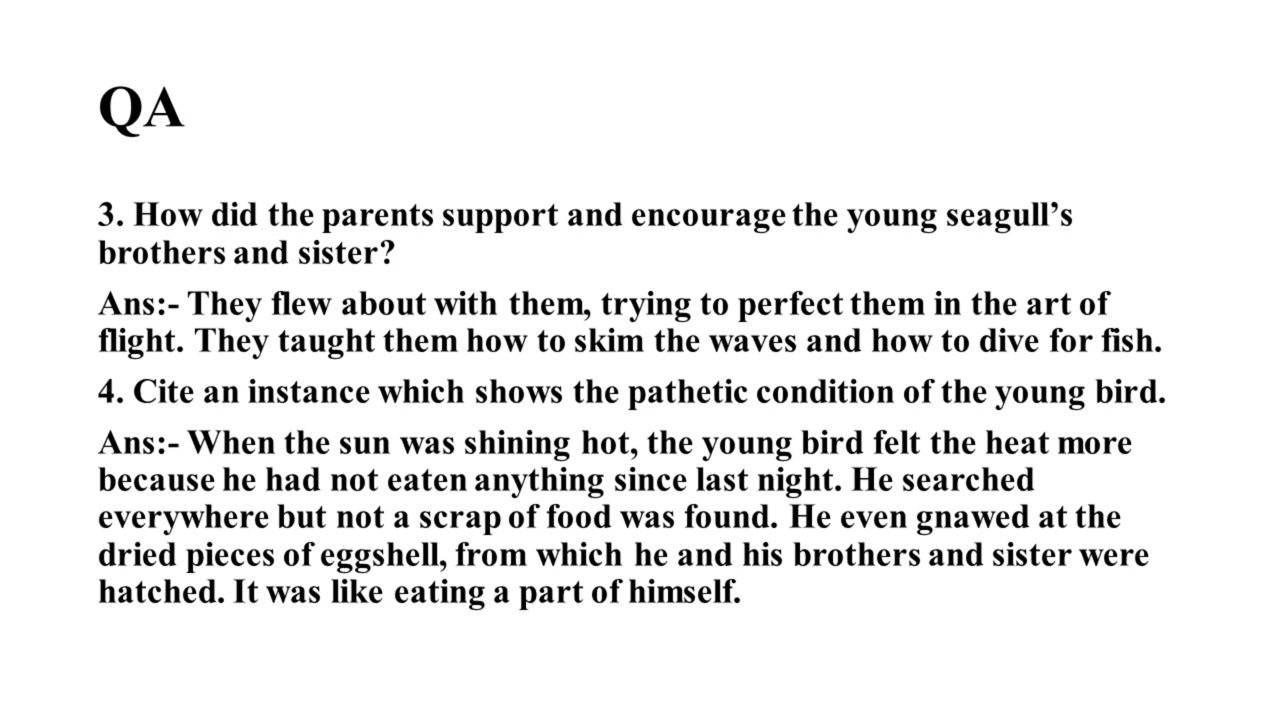 QA
3. How did the parents support and encourage the young seagull’s
brothers and sister?
Ans:- They flew about with them, trying to perfect them in the art of
flight. They taught them how to skim the waves and how to dive for fish.
4. Cite an instance which shows the pathetic condition of the young bird.
Ans:- When the sun was shining hot, the young bird felt the heat more
because he had not eaten anything since last night. He searched
everywhere but not a scrap of food was found. He even gnawed at the
dried pieces of eggshell, from which he and his brothers and sister were
hatched. It was like eating a part of himself.